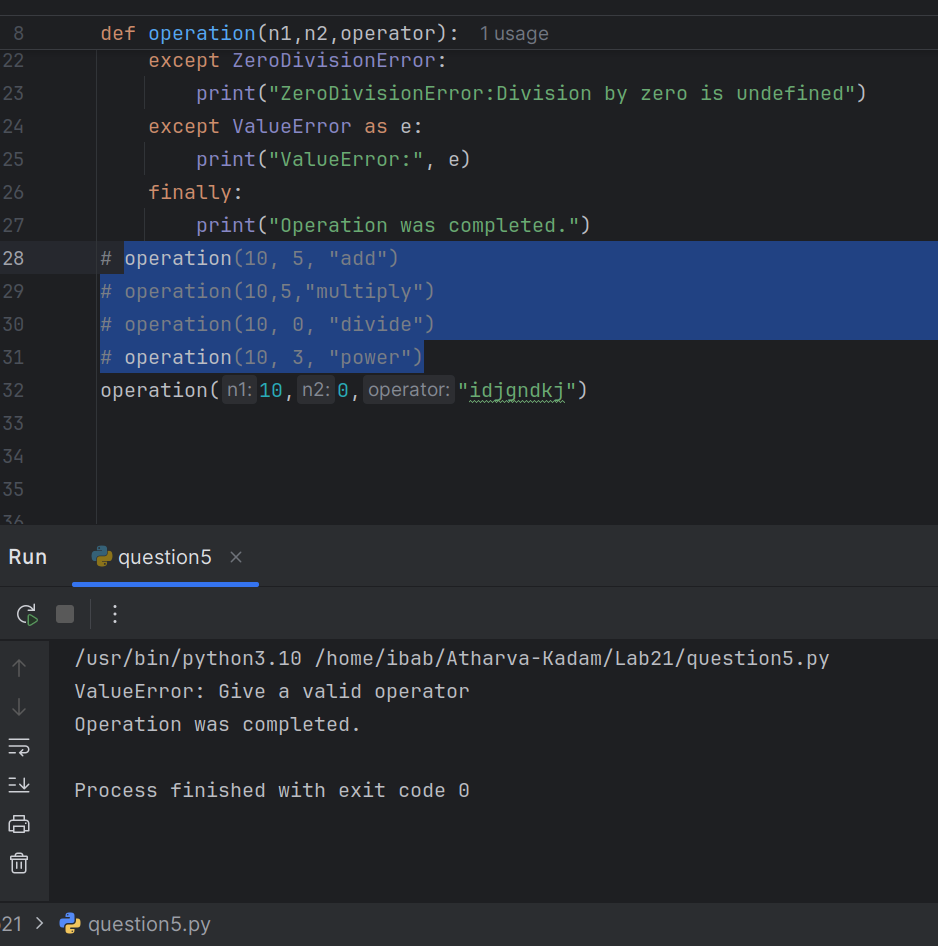 8 def operation(n1,n2,operator): 1 usage
22 except ZeroDivisionError:
23 print("ZeroDivisionError:Division by zero is undefined")
24 except ValueError as e:
25 print("ValueError:", e)
26 finally:
27 print("Operation was completed.")
28 # operation(10, 5, "add")
29 # operation(10,5,"multiply")
30 # operation(10, 0, "divide")
31 # operation(10, 3, "power")
32 operation( n1: 10, n2: 0, operator: "idjgndkj")
33
34
35
36
Run question5
/usr/bin/python3.10 /home/ibab/Atharva-Kadam/Lab21/question5.py
ValueError: Give a valid operator
Operation was completed.
Process finished with exit code 0
21 > question5.py